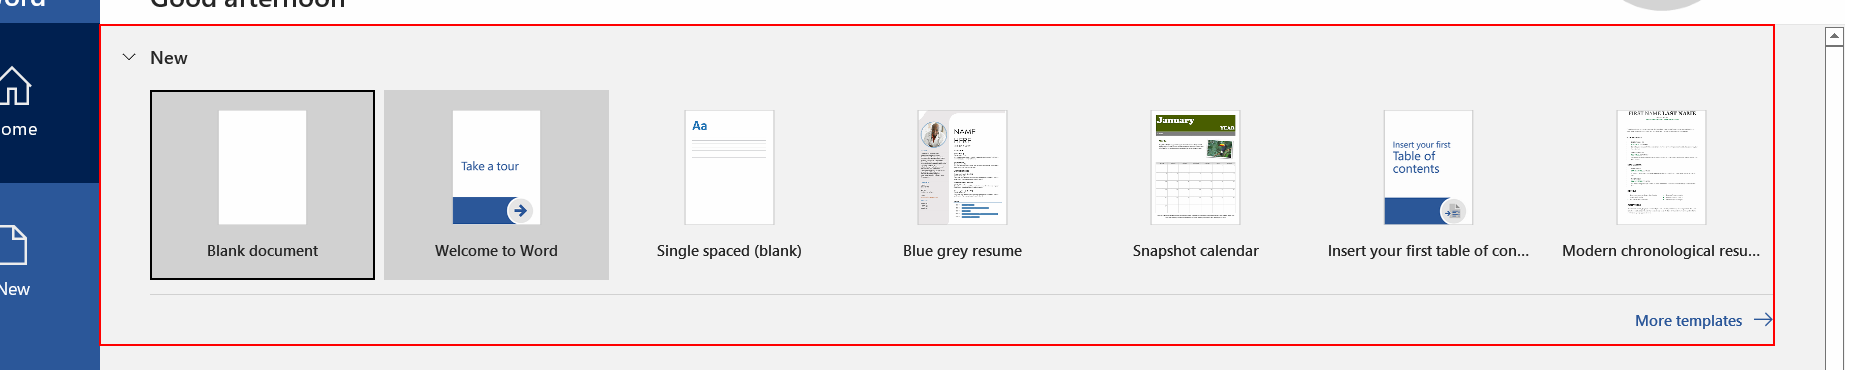 Good afternoon
New
ome
New
Take a tour
Aa
NAME
HERE
January
YEAR
Insert your first
Table of
contents
FIRST NAME LAST NAME
Blank document
Welcome to Word
Single spaced (blank)
Blue grey resume
Snapshot calendar
Insert your first table of con...
Modern chronological resu...
More templates